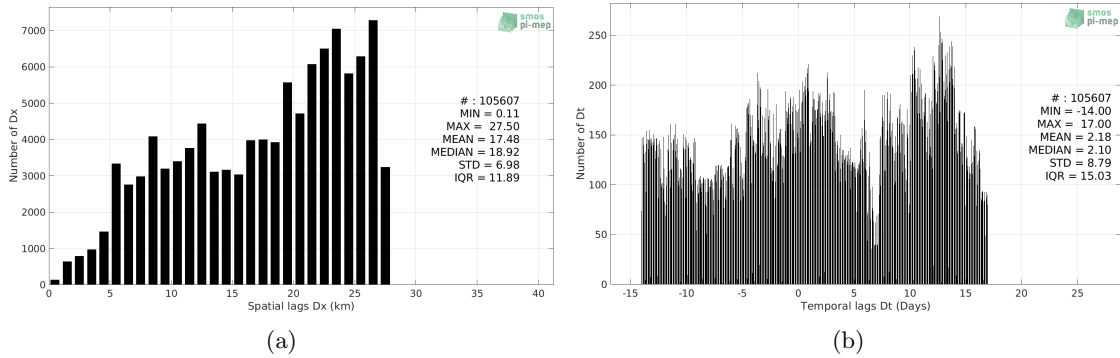 7000
6000
5000
4000
3000
2000
1000
0
Number of Dx
smos
pi-mep
# : 105607
MIN = 0.11
MAX = 27.50
MEAN = 17.48
MEDIAN = 18.92
STD = 6.98
IQR = 11.89
0 5 10 15 20 25 30 35 40
Spatial lags Dx (km)
(a)
250
200
150
100
50
0
Number of Dt
smos
pi-mep
# : 105607
MIN = -14.00
MAX = 17.00
MEAN = 2.18
MEDIAN = 2.10
STD = 8.79
IQR = 15.03
-15 -10 -5 0 5 10 15 20 25
Temporal lags Dt (Days)
(b)